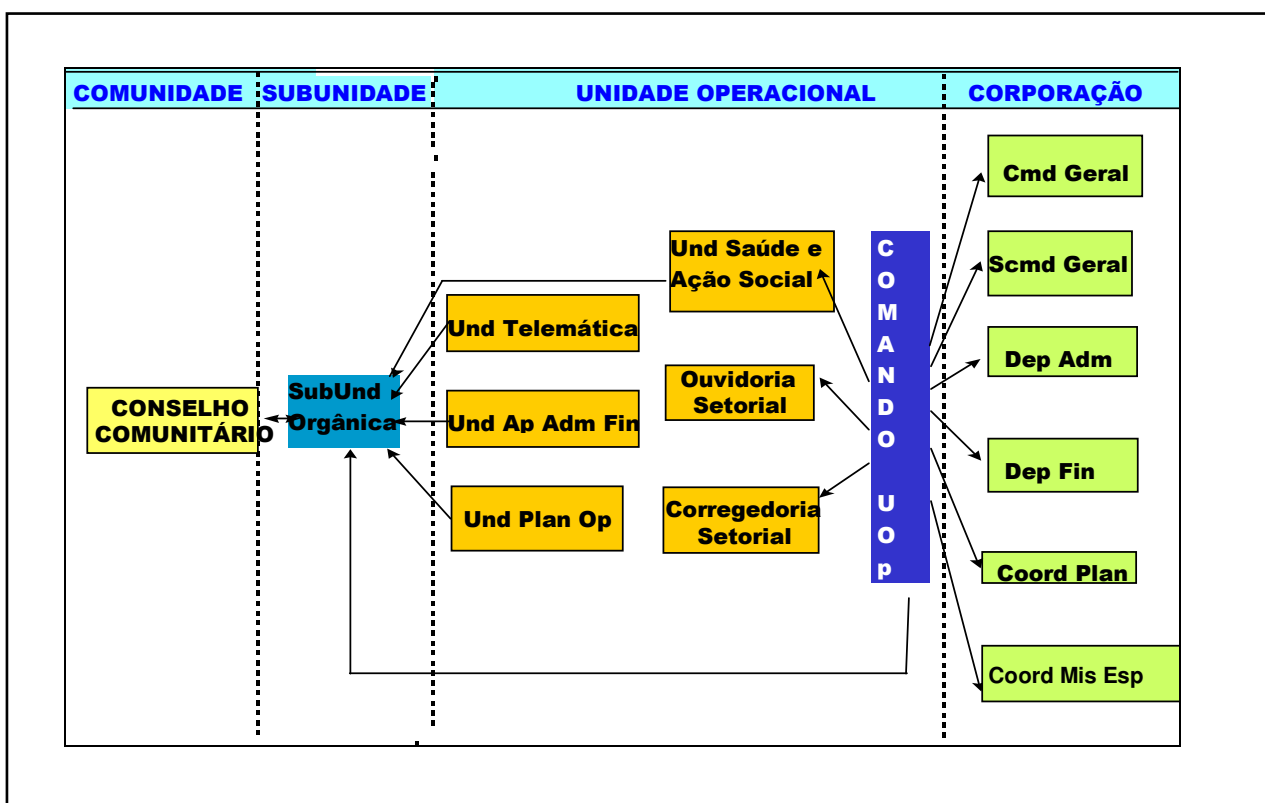 COMUNIDADE
SUBUNIDADE
UNIDADE OPERACIONAL
CORPORAÇÃO
CONSELHO
COMUNITÁRIO
SubUnd
Orgânica
Und Telemática
Und Ap Adm Fin
Und Plan Op
Und Saúde e
Ação Social
Ouvidoria
Setorial
Corregedoria
Setorial
C
O
M
A
N
D
O
U
O
p
Cmd Geral
Scmd Geral
Dep Adm
Dep Fin
Coord Plan
Coord Mis Esp